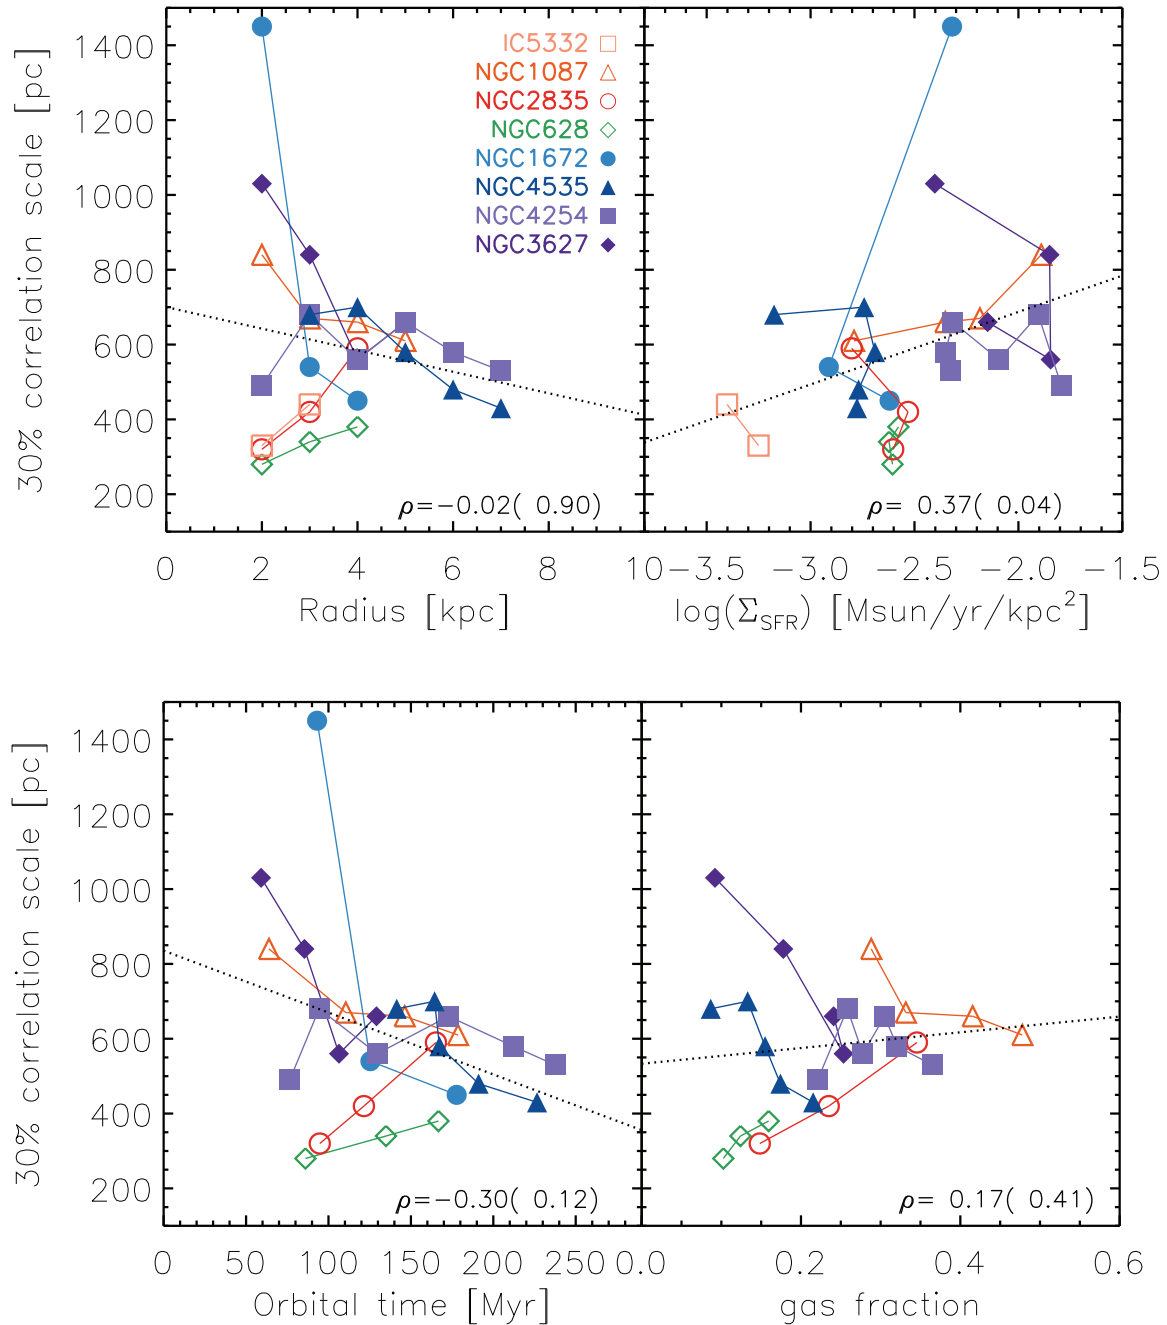 30% correlation scale [pc]
1400
1200
1000
800
600
400
200
IC5332
NGC1087
NGC2835
NGC628
NGC1672
NGC4535
NGC4254
NGC3627
ρ=−0.02( 0.90)
ρ= 0.37( 0.04)
0 2 4 6 8 10
−3.5 −3.0 −2.5 −2.0 −1.5
Radius [kpc]
log(Σ_SFR) [Msun/yr/kpc²]
30% correlation scale [pc]
1400
1200
1000
800
600
400
200
ρ=−0.30( 0.12)
ρ= 0.17( 0.41)
0 50 100 150 200 250
0.0 0.2 0.4 0.6
Orbital time [Myr]
gas fraction